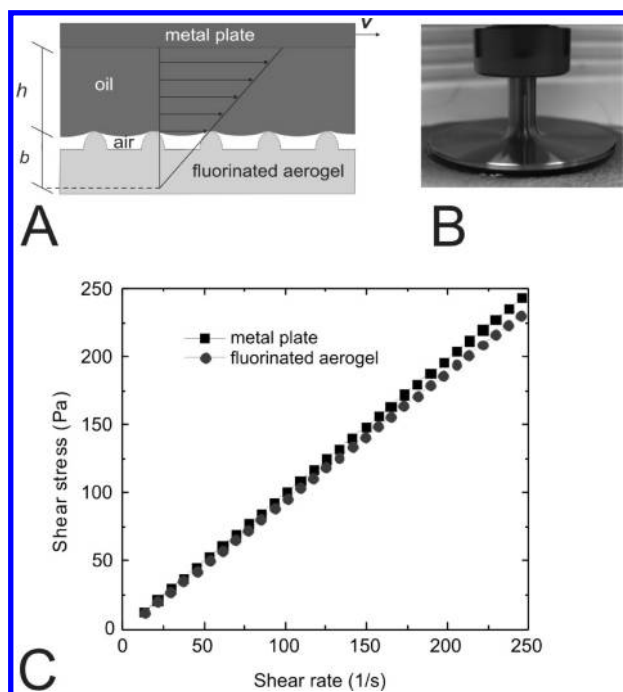 metal plate
v
h
oil
air
b
fluorinated aerogel
A
B
250
200
150
100
50
0
Shear stress (Pa)
metal plate
fluorinated aerogel
0 50 100 150 200 250
Shear rate (1/s)
C